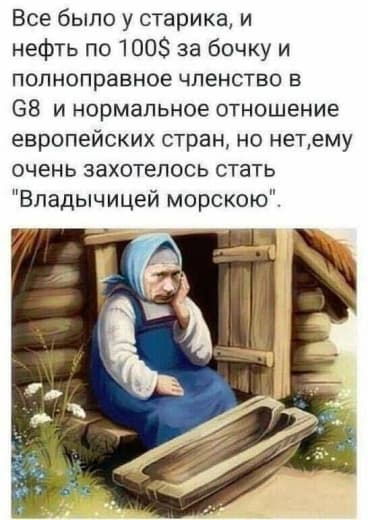 Все было у старика, и
нефть по 100$ за бочку и
полноправное членство в
G8 и нормальное отношение
европейских стран, но нет,ему
очень захотелось стать
"Владычицей морскою".